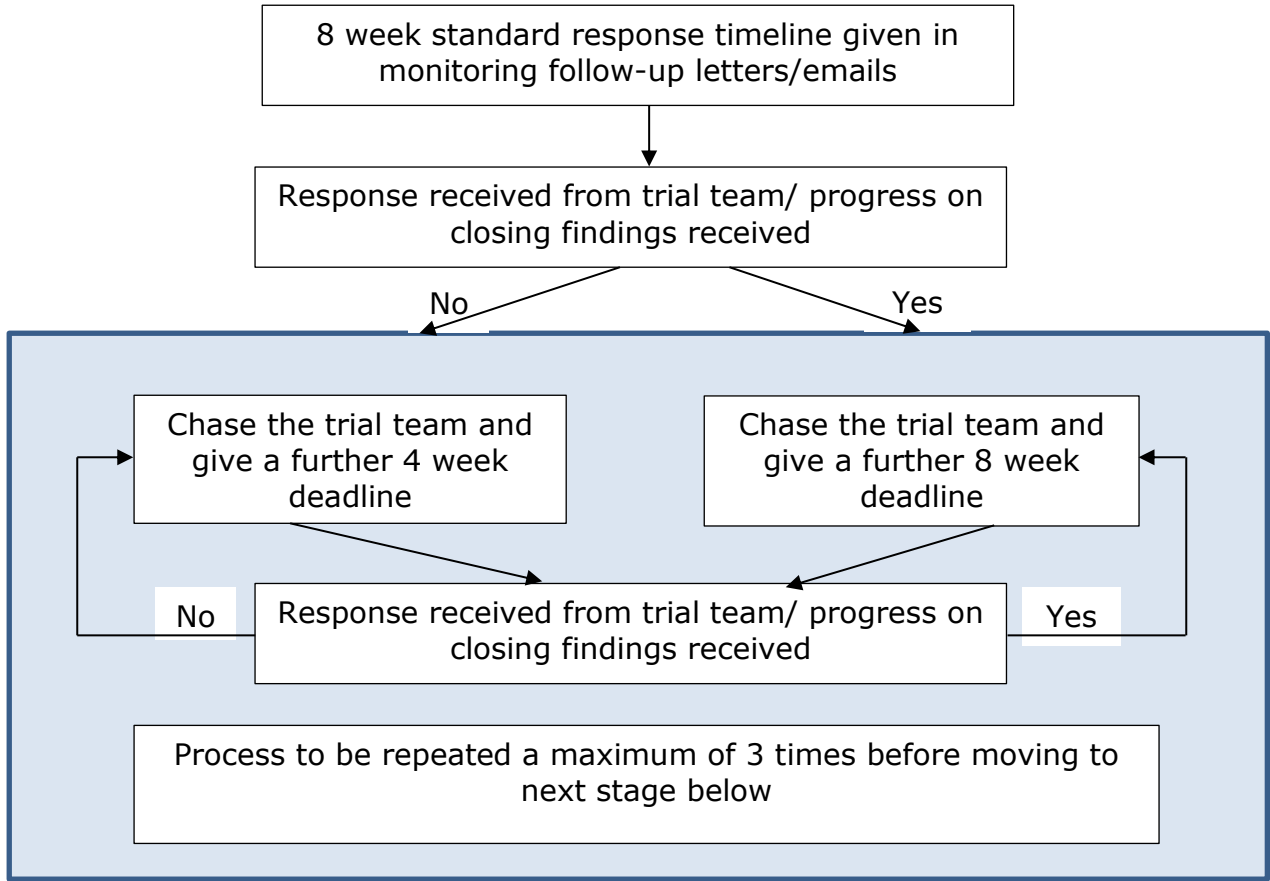 8 week standard response timeline given in
monitoring follow-up letters/emails
Response received from trial team/ progress on
closing findings received
No
Yes
Chase the trial team and
give a further 4 week
deadline
Chase the trial team and
give a further 8 week
deadline
No
Response received from trial team/ progress on
closing findings received
Yes
Process to be repeated a maximum of 3 times before moving to
next stage below